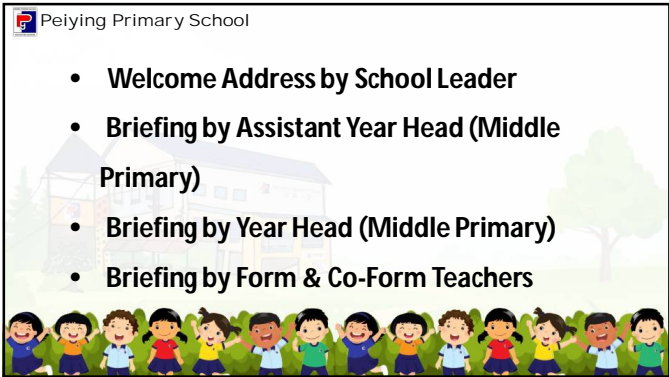 Peiying Primary School
• Welcome Address by School Leader
• Briefing by Assistant Year Head (Middle
Primary)
• Briefing by Year Head (Middle Primary)
• Briefing by Form & Co-Form Teachers